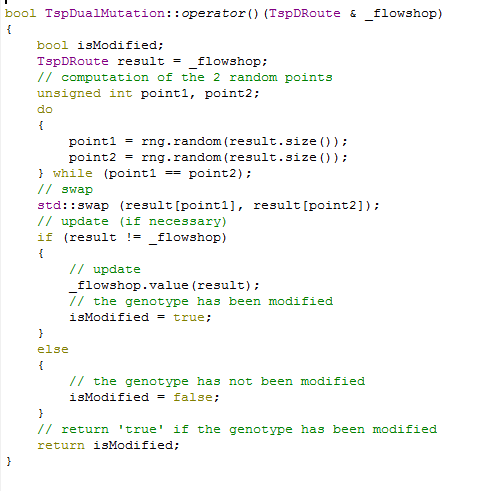 bool TspDualMutation::operator()(TspDRoute & _flowshop)
{
    bool isModified;
    TspDRoute result = _flowshop;
    // computation of the 2 random points
    unsigned int point1, point2;
    do
    {
        point1 = rng.random(result.size());
        point2 = rng.random(result.size());
    } while (point1 == point2);
    // swap
    std::swap (result[point1], result[point2]);
    // update (if necessary)
    if (result != _flowshop)
    {
        // update
        _flowshop.value(result);
        // the genotype has been modified
        isModified = true;
    }
    else
    {
        // the genotype has not been modified
        isModified = false;
    }
    // return 'true' if the genotype has been modified
    return isModified;
}